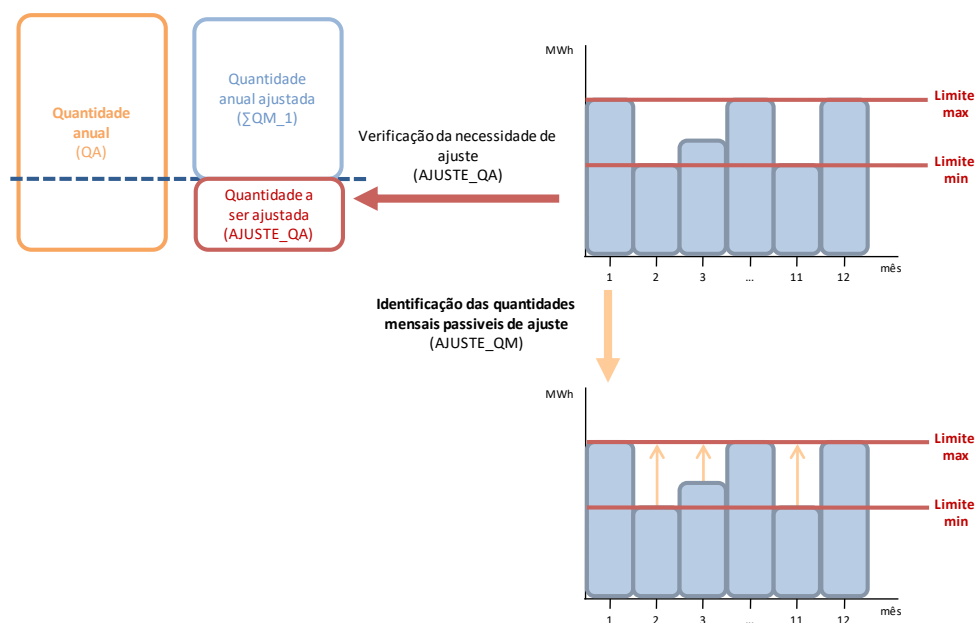 Quantidade
anual
(QA)
Quantidade
anual ajustada
(∑QM_1)
Quantidade a
ser ajustada
(AJUSTE_QA)
Verificação da necessidade de
ajuste
(AJUSTE_QA)
MWh
Limite
max
Limite
min
1 2 3 ... 11 12
mês
Identificação das quantidades
mensais passiveis de ajuste
(AJUSTE_QM)
MWh
Limite
max
Limite
min
1 2 3 ... 11 12
mês